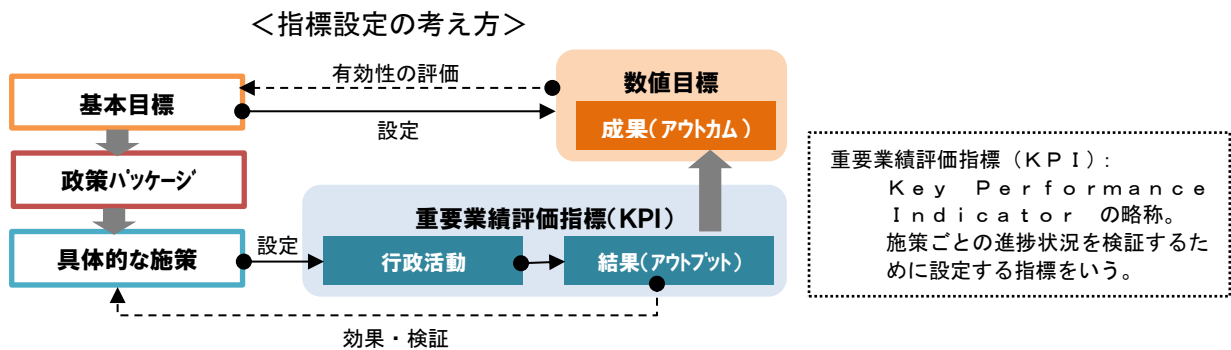 <指標設定の考え方>
有効性の評価
数値目標
基本目標
設定
成果(アウトカム)
政策パッケージ
重要業績評価指標(KPI)
具体的な施策
設定
行政活動
結果(アウトプット)
効果・検証
重要業績評価指標(KPI):
Key Performance
Indicator の略称。
施策ごとの進捗状況を検証するた
めに設定する指標をいう。